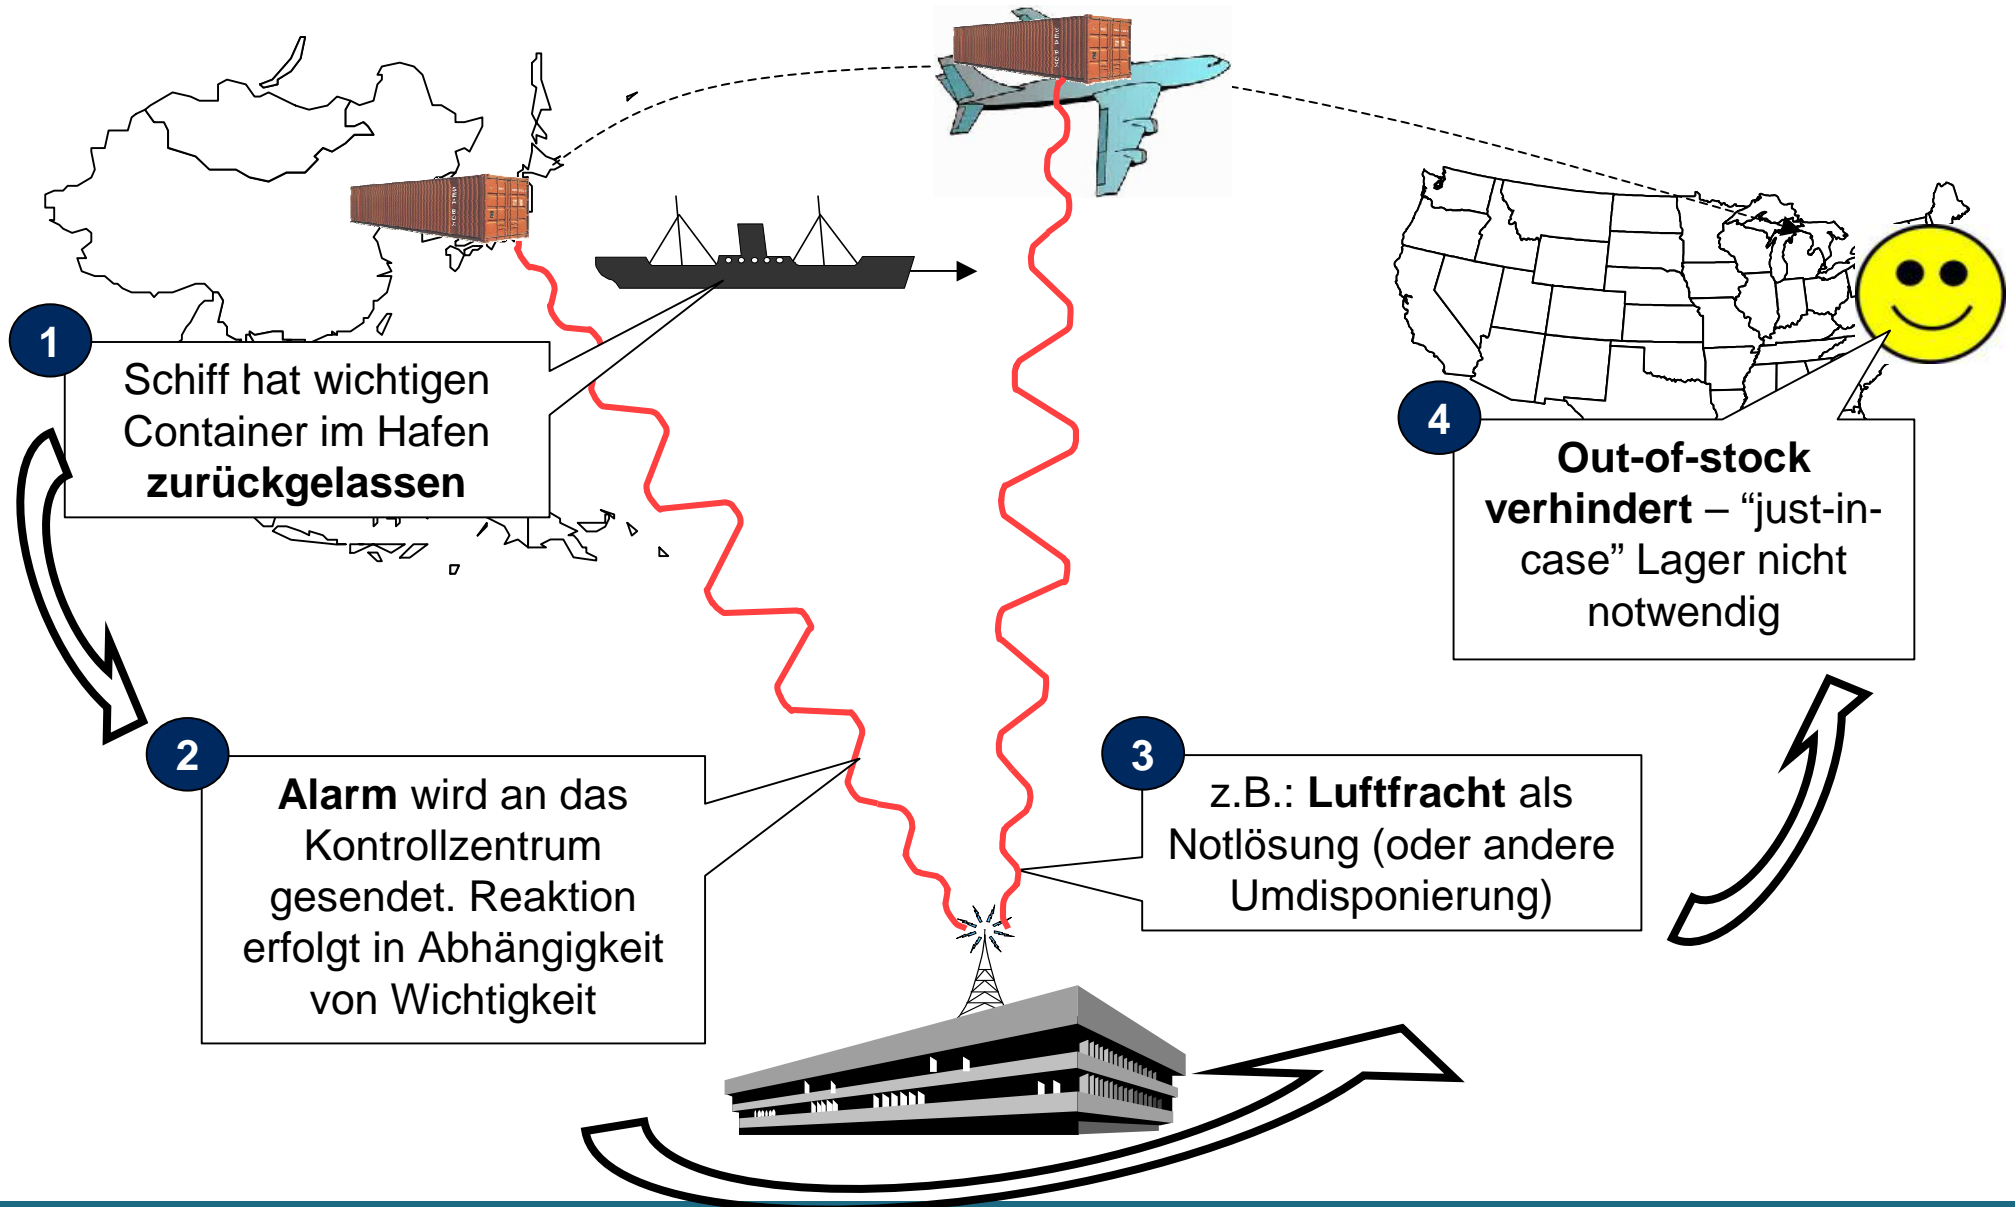 1
Schiff hat wichtigen
Container im Hafen
zurückgelassen
2
Alarm wird an das
Kontrollzentrum
gesendet. Reaktion
erfolgt in Abhängigkeit
von Wichtigkeit
3
z.B.: Luftfracht als
Notlösung (oder andere
Umdisponierung)
4
Out-of-stock
verhindert – “just-in-
case” Lager nicht
notwendig